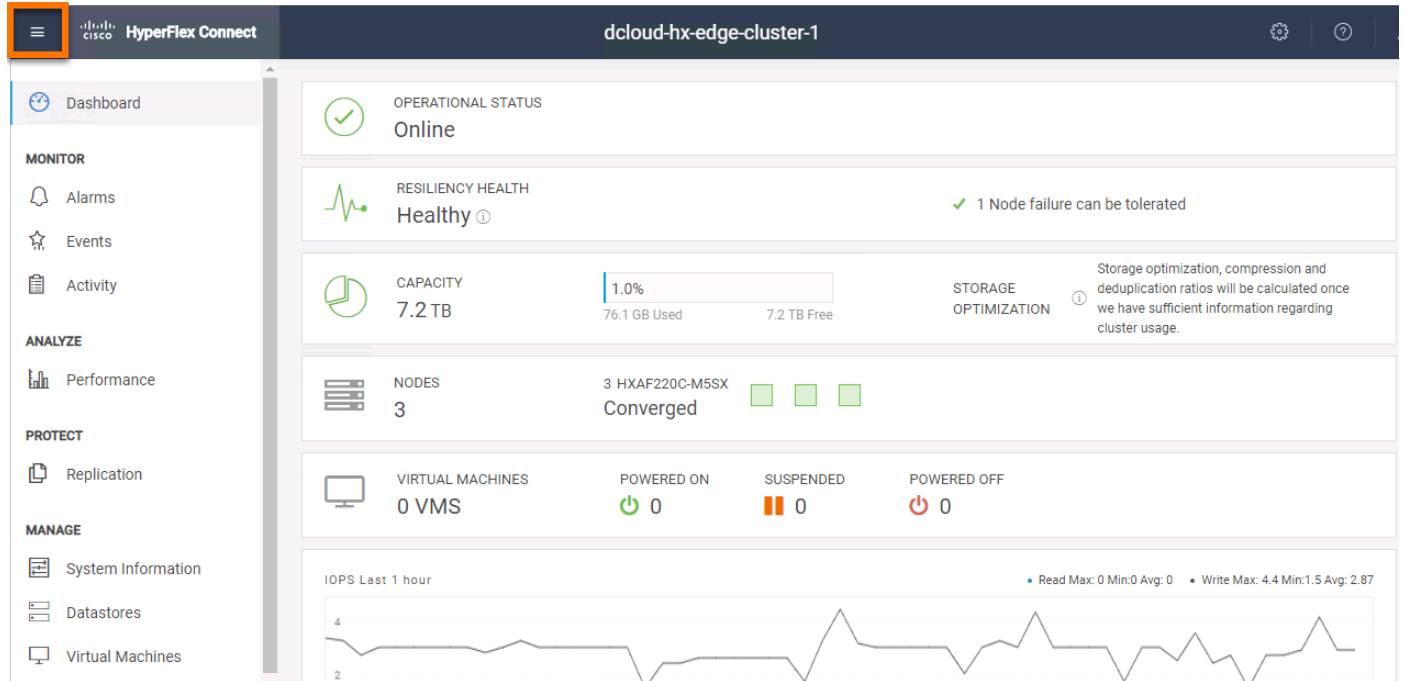 cisco HyperFlex Connect
dcloud-hx-edge-cluster-1
Dashboard
MONITOR
Alarms
Events
Activity
ANALYZE
Performance
PROTECT
Replication
MANAGE
System Information
Datastores
Virtual Machines
OPERATIONAL STATUS
Online
RESILIENCY HEALTH
Healthy
1 Node failure can be tolerated
CAPACITY
7.2 TB
1.0%
76.1 GB Used
7.2 TB Free
STORAGE
OPTIMIZATION
Storage optimization, compression and
deduplication ratios will be calculated once
we have sufficient information regarding
cluster usage.
NODES
3
3 HXAF220C-M5SX
Converged
VIRTUAL MACHINES
0 VMS
POWERED ON
0
SUSPENDED
0
POWERED OFF
0
IOPS Last 1 hour
Read Max: 0 Min:0 Avg: 0
Write Max: 4.4 Min:1.5 Avg: 2.87
4
2